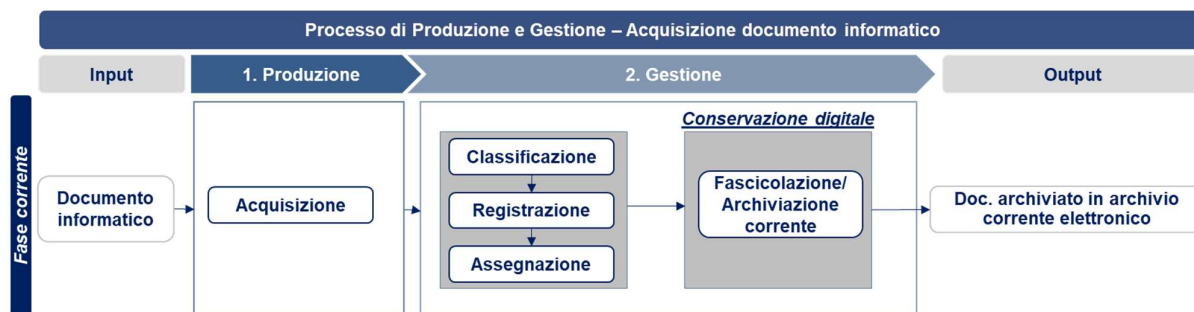 Processo di Produzione e Gestione – Acquisizione documento informatico
Input
1. Produzione
2. Gestione
Output
Fase corrente
Documento
informatico
Acquisizione
Classificazione
Registrazione
Assegnazione
Conservazione digitale
Fascicolazione/
Archiviazione
corrente
Doc. archiviato in archivio
corrente elettronico